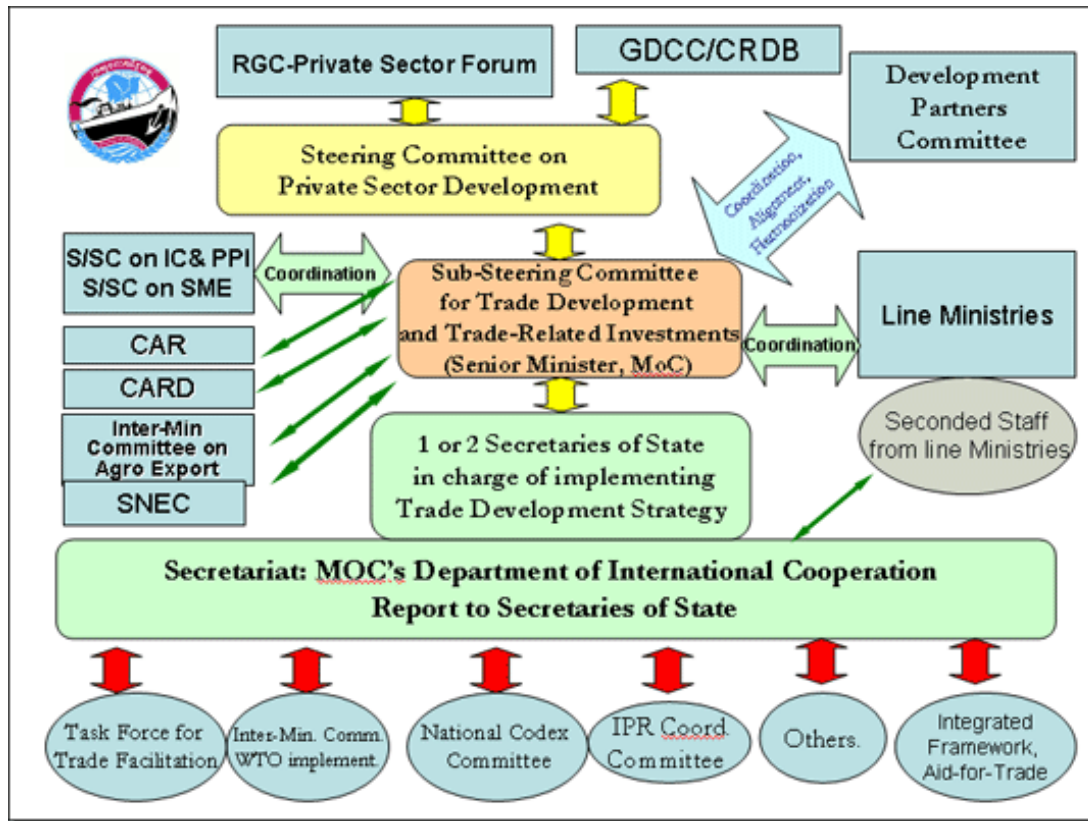 RGC-Private Sector Forum
GDCC/CRDB
Development
Partners
Committee
Steering Committee on
Private Sector Development
Coordination,
Alignment,
Harmonization
S/SC on IC& PPI
S/SC on SME
Coordination
Sub-Steering Committee
for Trade Development
and Trade-Related Investments
(Senior Minister, MoC)
Coordination
Line Ministries
CAR
CARD
Inter-Min
Committee on
Agro Export
SNEC
1 or 2 Secretaries of State
in charge of implementing
Trade Development Strategy
Seconded Staff
from line Ministries
Secretariat: MOC's Department of International Cooperation
Report to Secretaries of State
Task Force for
Trade Facilitation
Inter-Min. Comm.
WTO implement.
National Codex
Committee
IPR Coord.
Committee
Others.
Integrated
Framework,
Aid-for-Trade